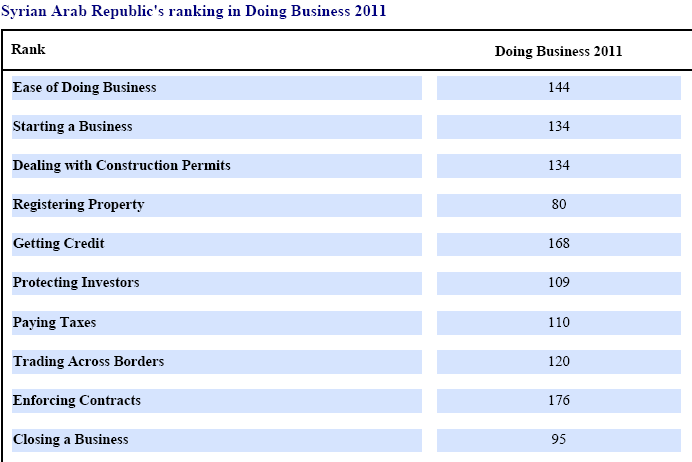 Syrian Arab Republic's ranking in Doing Business 2011
Rank Doing Business 2011
Ease of Doing Business 144
Starting a Business 134
Dealing with Construction Permits 134
Registering Property 80
Getting Credit 168
Protecting Investors 109
Paying Taxes 110
Trading Across Borders 120
Enforcing Contracts 176
Closing a Business 95